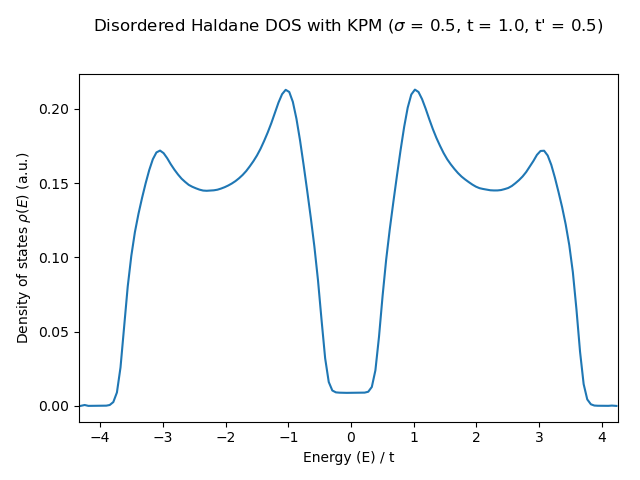 Disordered Haldane DOS with KPM (σ = 0.5, t = 1.0, t' = 0.5)
Density of states ρ(E) (a.u.)
0.20
0.15
0.10
0.05
0.00
−4 −3 −2 −1 0 1 2 3 4
Energy (E) / t